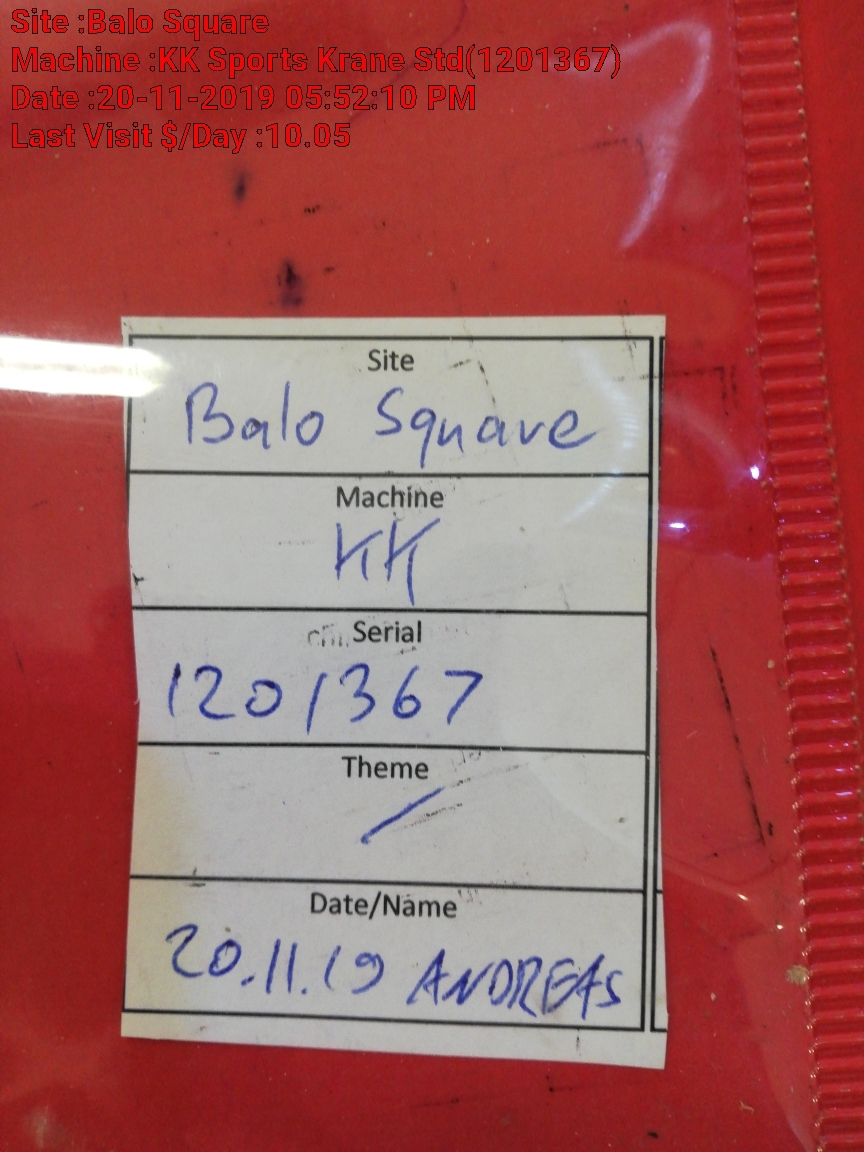 Site :Balo Square
Machine :KK Sports Krane Std(1201367)
Date :20-11-2019 05:52:10 PM
Last Visit $/Day :10.05
Site
Balo Square
Machine
KK
Serial
1201367
Theme
/
Date/Name
20.11.19 ANDREAS